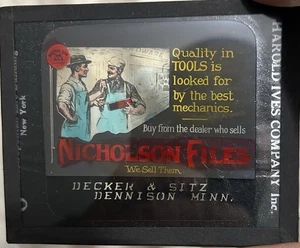 Quality in
TOOLS is
looked for
by the best
mechanics.
Buy from the dealer who sells
NICHOLSON FILES
We Sell Them
DECKER & SITZ
DENNISON MINN.
HAROLD IVES COMPANY Inc.
New York